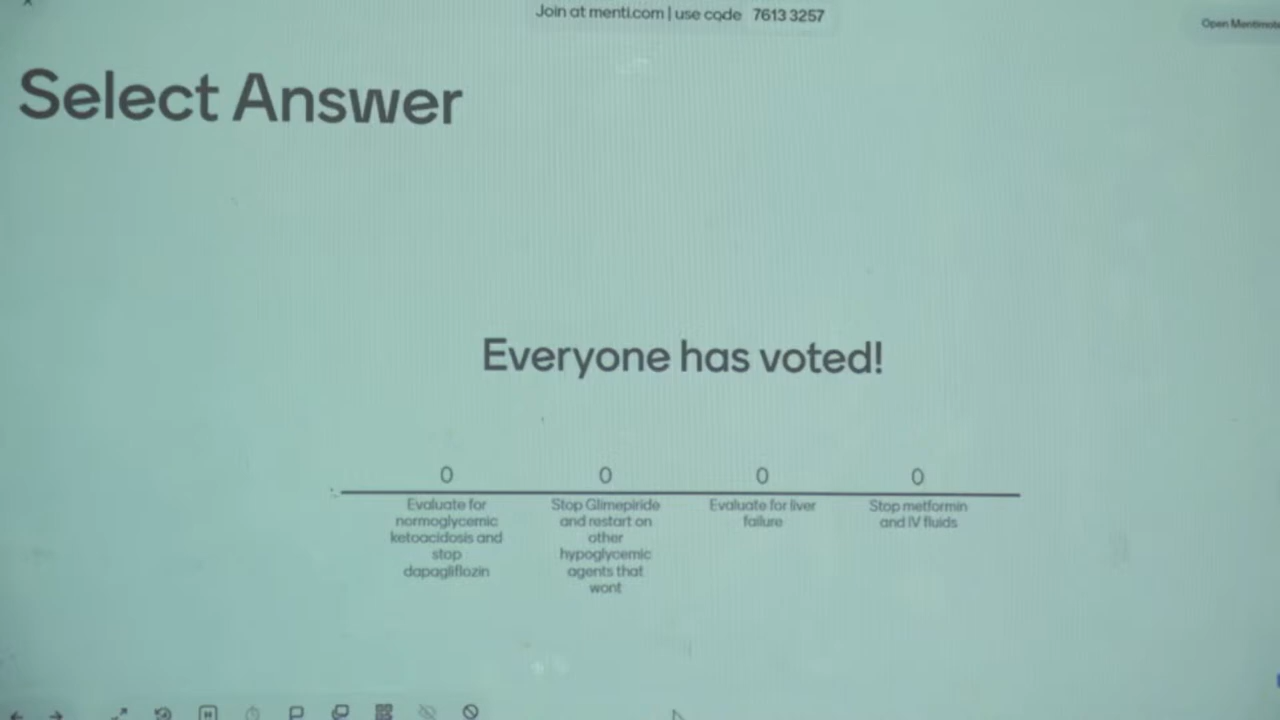 Join at menti.com | use code 7613 3257
Open Mentimote
Select Answer
Everyone has voted!
0 0 0 0
Evaluate for
normoglycemic
ketoacidosis and
stop
dapagliflozin
Stop Glimepiride
and restart on
other
hypoglycemic
agents that
wont
Evaluate for liver
failure
Stop metformin
and IV fluids